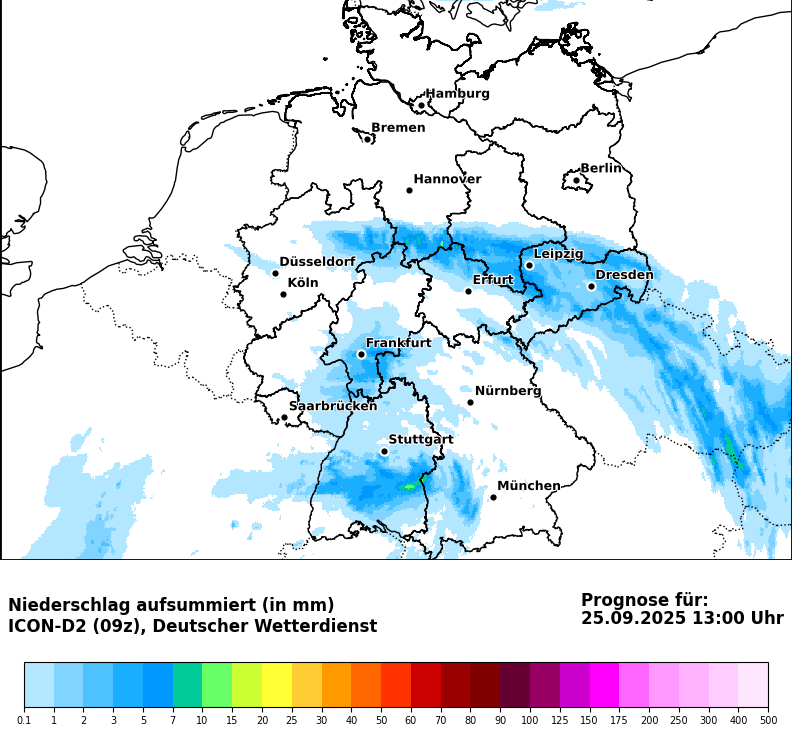 Hamburg
Bremen
Berlin
Hannover
Leipzig
Düsseldorf
Dresden
Köln
Erfurt
Frankfurt
Nürnberg
Saarbrücken
Stuttgart
München
Niederschlag aufsummiert (in mm)
ICON-D2 (09z), Deutscher Wetterdienst
Prognose für:
25.09.2025 13:00 Uhr
0.1 1 2 3 5 7 10 15 20 25 30 40 50 60 70 80 90 100 125 150 175 200 250 300 400 500